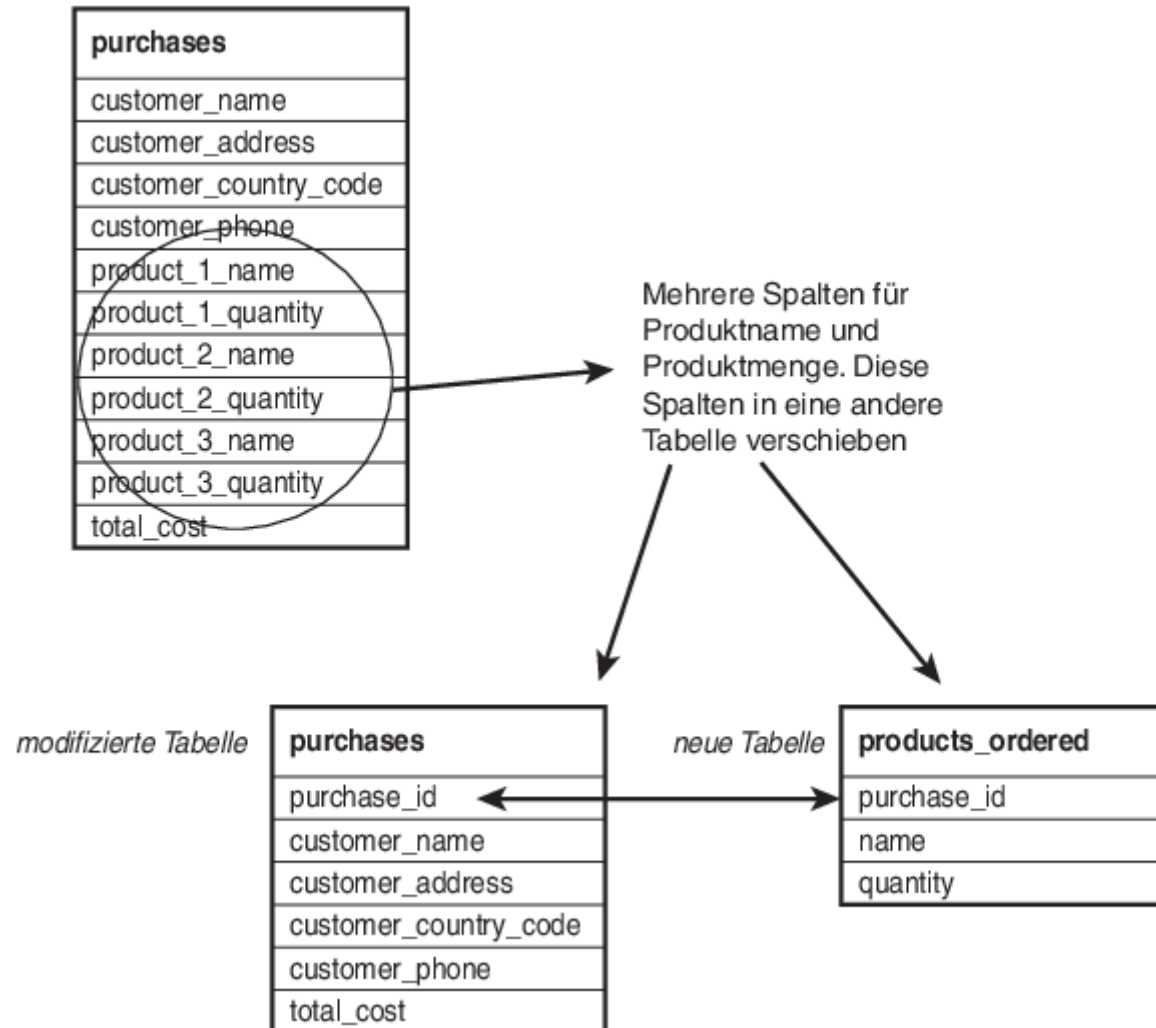 purchases
customer_name
customer_address
customer_country_code
customer_phone
product_1_name
product_1_quantity
product_2_name
product_2_quantity
product_3_name
product_3_quantity
total_cost
Mehrere Spalten für
Produktname und
Produktmenge. Diese
Spalten in eine andere
Tabelle verschieben
modifizierte Tabelle
purchases
purchase_id
customer_name
customer_address
customer_country_code
customer_phone
total_cost
neue Tabelle
products_ordered
purchase_id
name
quantity